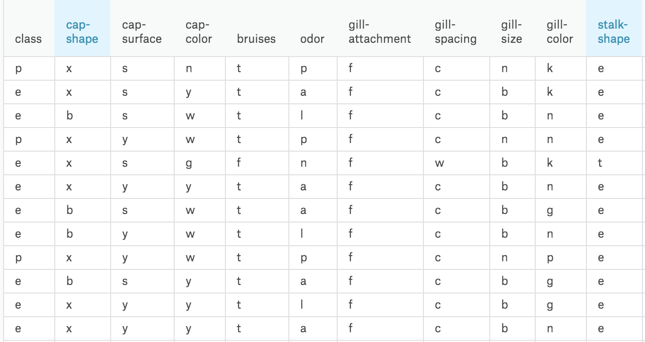 class cap-shape cap-surface cap-color bruises odor gill-attachment gill-spacing gill-size gill-color stalk-shape
p x s n t p f c n k e
e x s y t a f c b k e
e b s w t l f c b n e
p x y w t p f c n n e
e x s g f n f w b k t
e x y y t a f c b n e
e b s w t a f c b g e
e b y w t l f c b n e
p x y w t p f c n p e
e b s y t a f c b g e
e x y y t l f c b g e
e x y y t a f c b n e